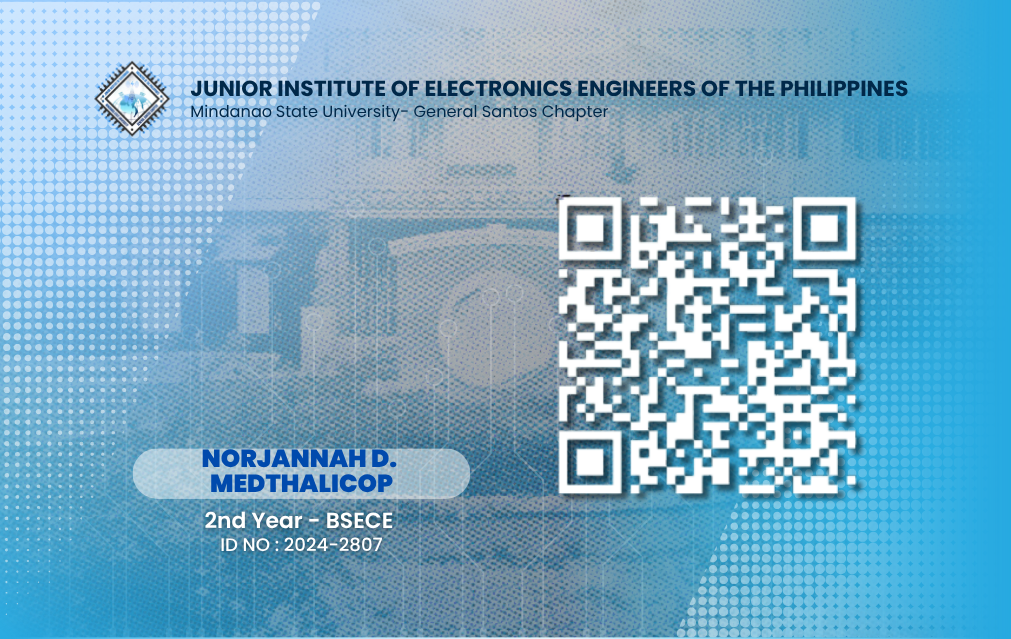 JUNIOR INSTITUTE OF ELECTRONICS ENGINEERS OF THE PHILIPPINES
Mindanao State University- General Santos Chapter
NORJANNAH D.
MEDTHALICOP
2nd Year - BSECE
ID NO : 2024-2807